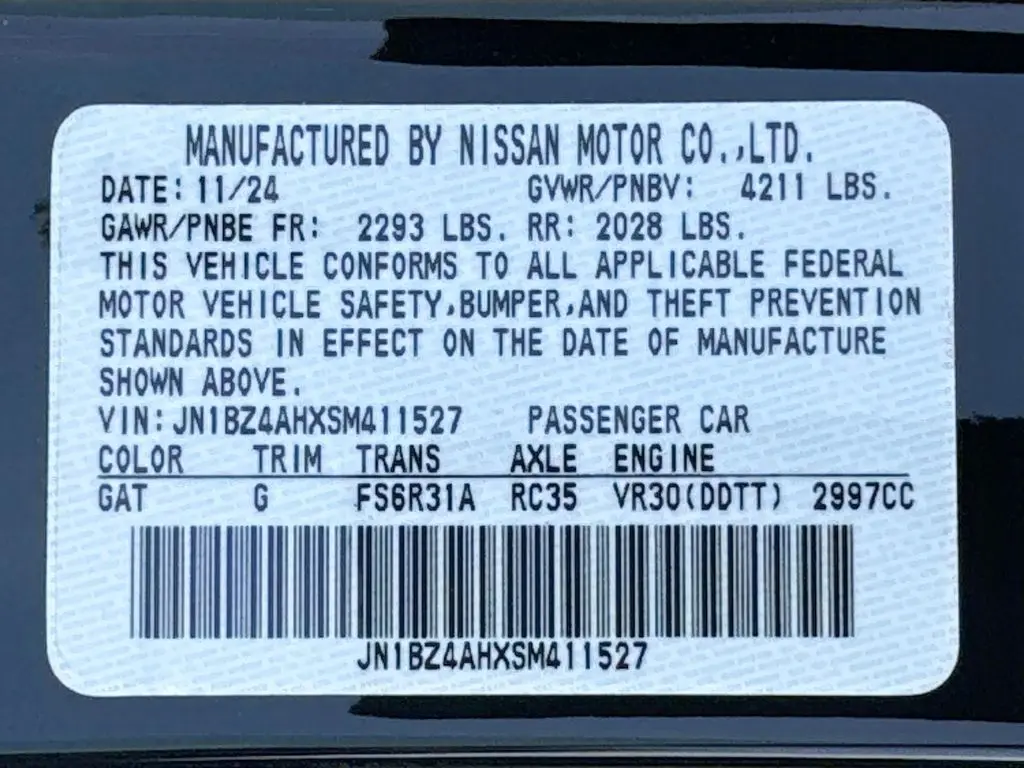 MANUFACTURED BY NISSAN MOTOR CO.,LTD.
DATE: 11/24 GVWR/PNBV: 4211 LBS.
GAWR/PNBE FR: 2293 LBS. RR: 2028 LBS.
THIS VEHICLE CONFORMS TO ALL APPLICABLE FEDERAL
MOTOR VEHICLE SAFETY,BUMPER,AND THEFT PREVENTION
STANDARDS IN EFFECT ON THE DATE OF MANUFACTURE
SHOWN ABOVE.
VIN: JN1BZ4AHXSM411527 PASSENGER CAR
COLOR TRIM TRANS AXLE ENGINE
GAT G FS6R31A RC35 VR30(DDTT) 2997CC
JN1BZ4AHXSM411527